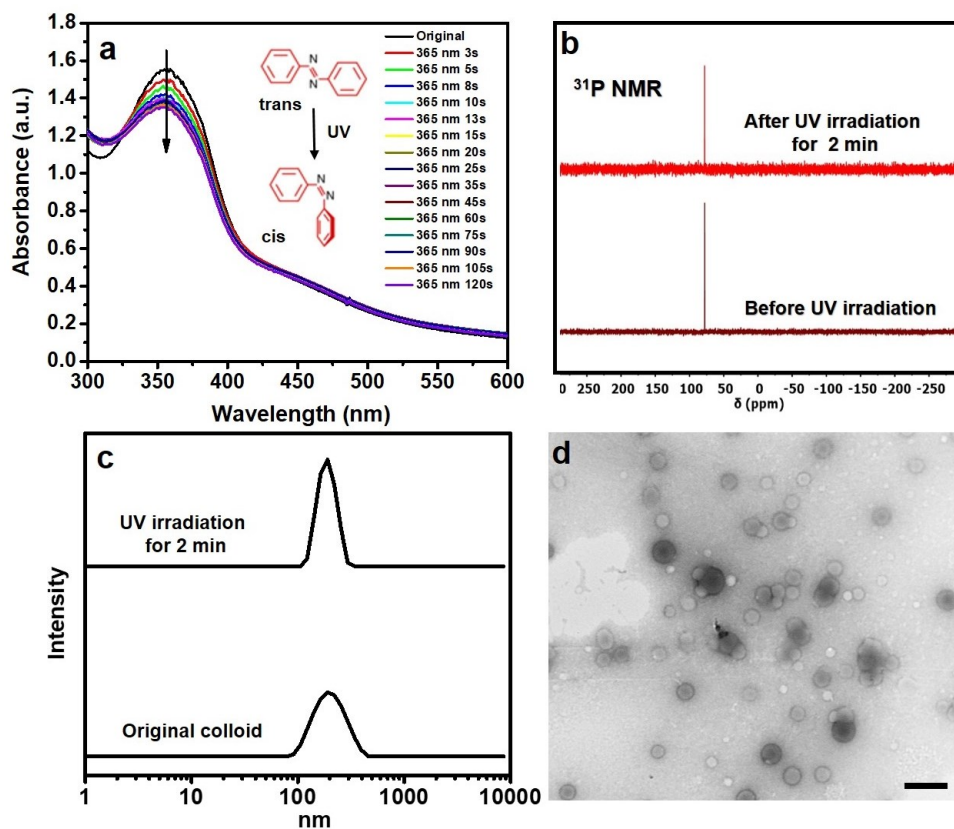 a
Absorbance (a.u.)
1.8
1.6
1.4
1.2
1.0
0.8
0.6
0.4
0.2
0.0
300
350
400
450
500
550
600
Wavelength (nm)
N
N
trans
UV
N
N
cis
Original
365 nm 3s
365 nm 5s
365 nm 8s
365 nm 10s
365 nm 13s
365 nm 15s
365 nm 20s
365 nm 25s
365 nm 35s
365 nm 45s
365 nm 60s
365 nm 75s
365 nm 90s
365 nm 105s
365 nm 120s
b
³¹P NMR
After UV irradiation
for 2 min
Before UV irradiation
250 200 150 100 50 0 -50 -100 -150 -200 -250
δ (ppm)
c
UV irradiation
for 2 min
Original colloid
Intensity
1 10 100 1000 10000
nm
d